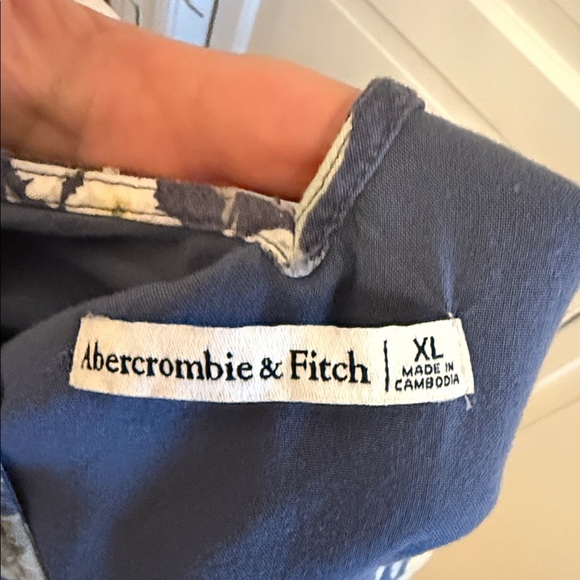 Abercrombie & Fitch
XL
MADE IN
CAMBODIA